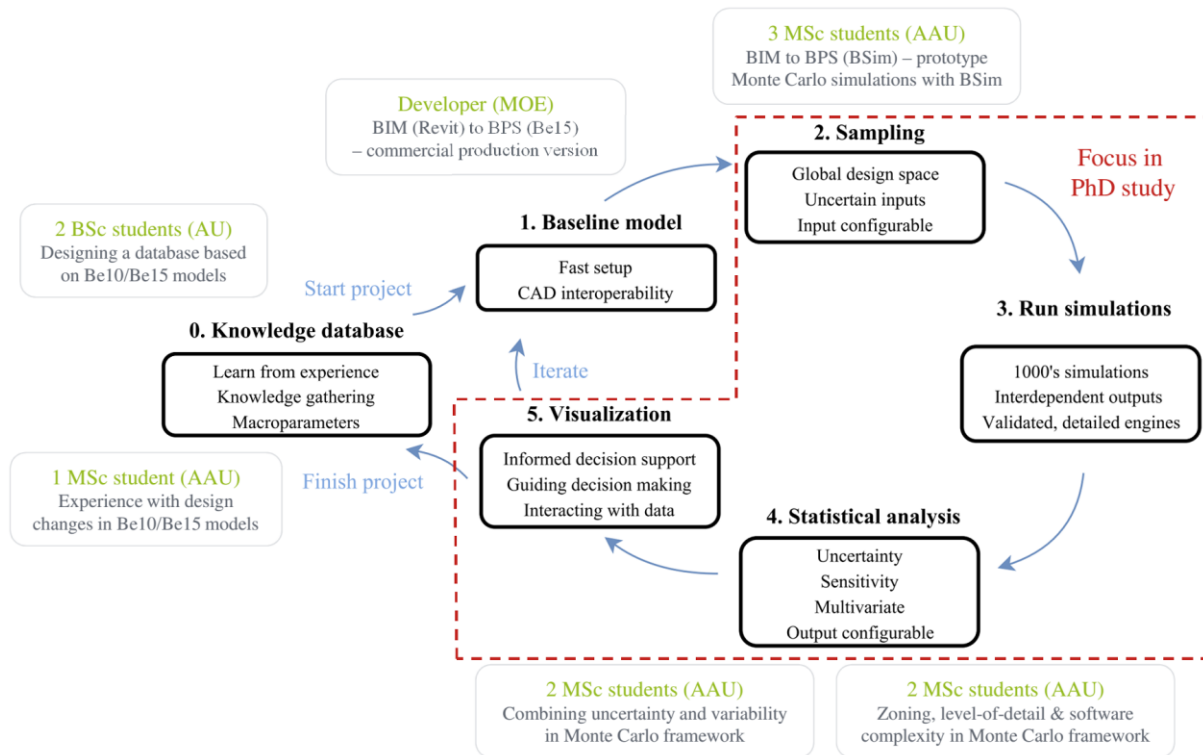 3 MSc students (AAU)
BIM to BPS (BSim) – prototype
Monte Carlo simulations with BSim
Developer (MOE)
BIM (Revit) to BPS (Be15)
– commercial production version
2. Sampling
Global design space
Uncertain inputs
Input configurable
Focus in
PhD study
2 BSc students (AU)
Designing a database based
on Be10/Be15 models
1. Baseline model
Fast setup
CAD interoperability
Start project
3. Run simulations
1000's simulations
Interdependent outputs
Validated, detailed engines
0. Knowledge database
Learn from experience
Knowledge gathering
Macroparameters
Iterate
5. Visualization
Informed decision support
Guiding decision making
Interacting with data
1 MSc student (AAU)
Experience with design
changes in Be10/Be15 models
Finish project
4. Statistical analysis
Uncertainty
Sensitivity
Multivariate
Output configurable
2 MSc students (AAU)
Combining uncertainty and variability
in Monte Carlo framework
2 MSc students (AAU)
Zoning, level-of-detail & software
complexity in Monte Carlo framework